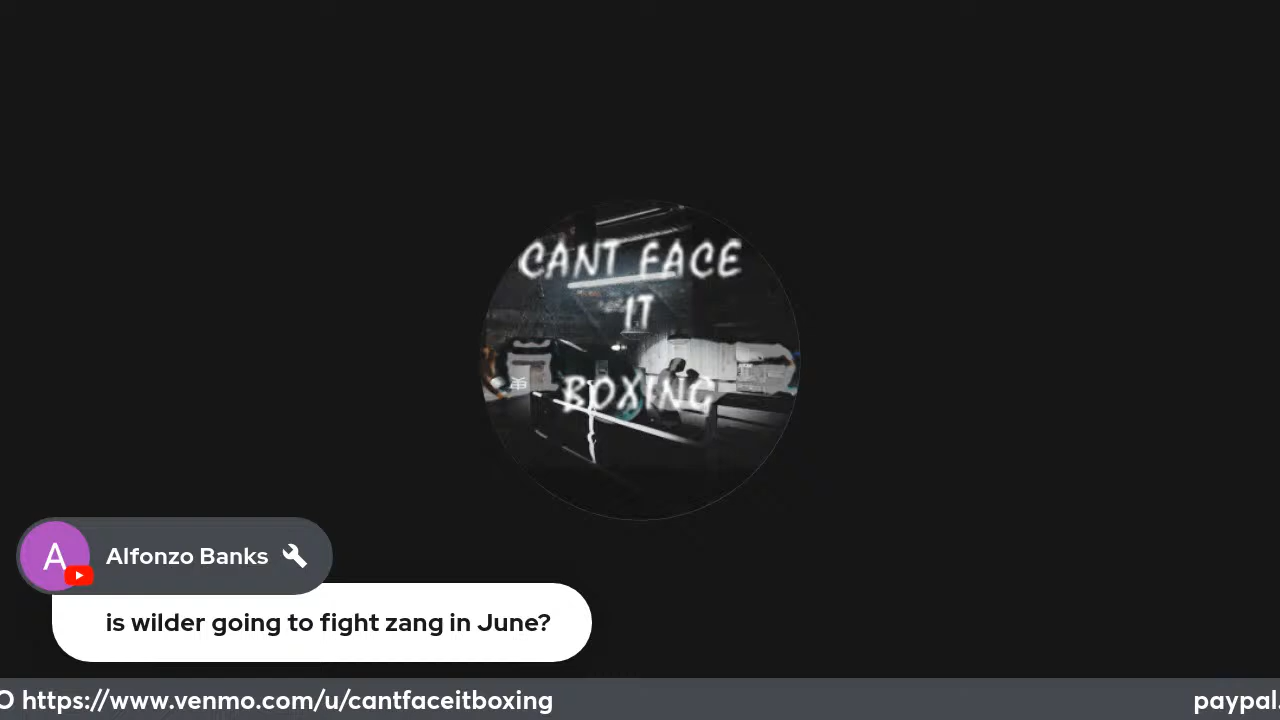 CANT FACE
IT
BOXING
A
Alfonzo Banks
is wilder going to fight zang in June?
O https://www.venmo.com/u/cantfaceitboxing
paypal.